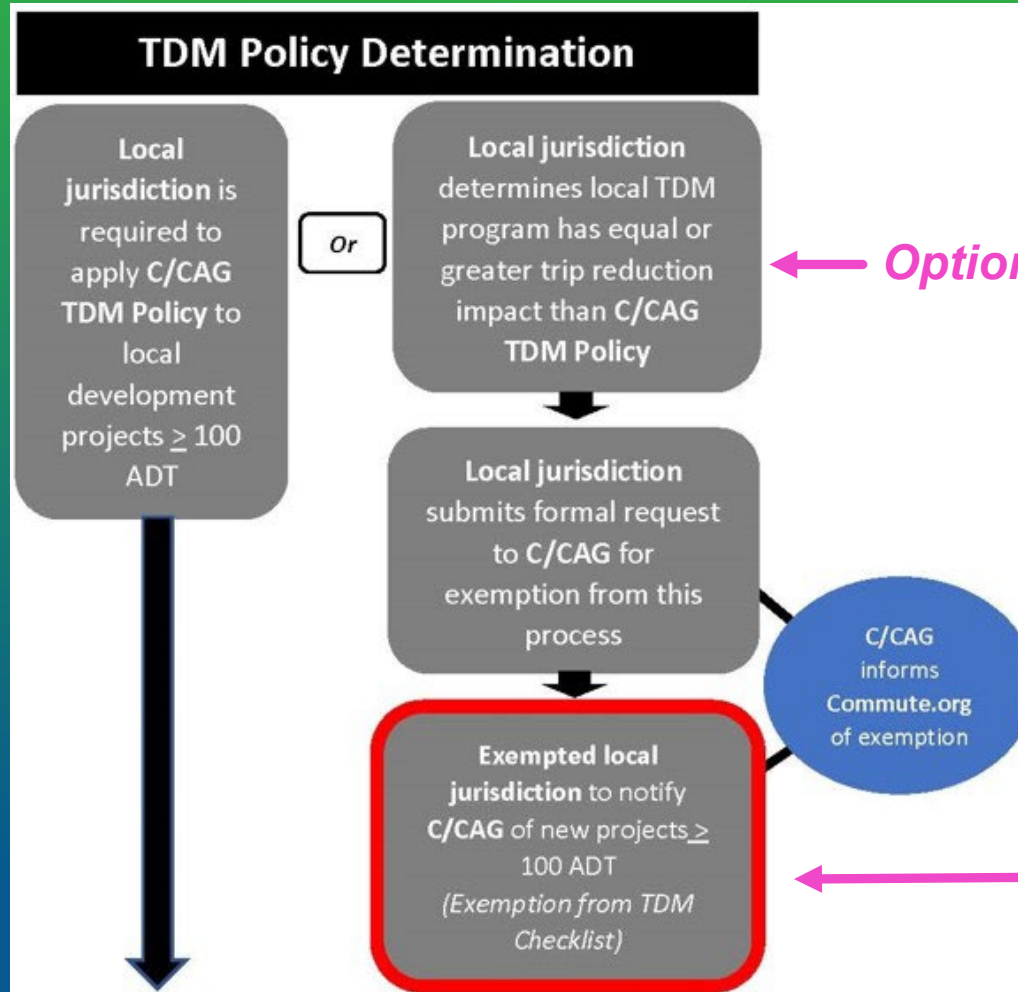 TDM Policy Determination
Local
jurisdiction is
required to
apply C/CAG
TDM Policy to
local
development
projects ≥ 100
ADT
Or
Local jurisdiction
determines local TDM
program has equal or
greater trip reduction
impact than C/CAG
TDM Policy
Option
Local jurisdiction
submits formal request
to C/CAG for
exemption from this
process
C/CAG
informs
Commute.org
of exemption
Exempted local
jurisdiction to notify
C/CAG of new projects ≥
100 ADT
(Exemption from TDM
Checklist)